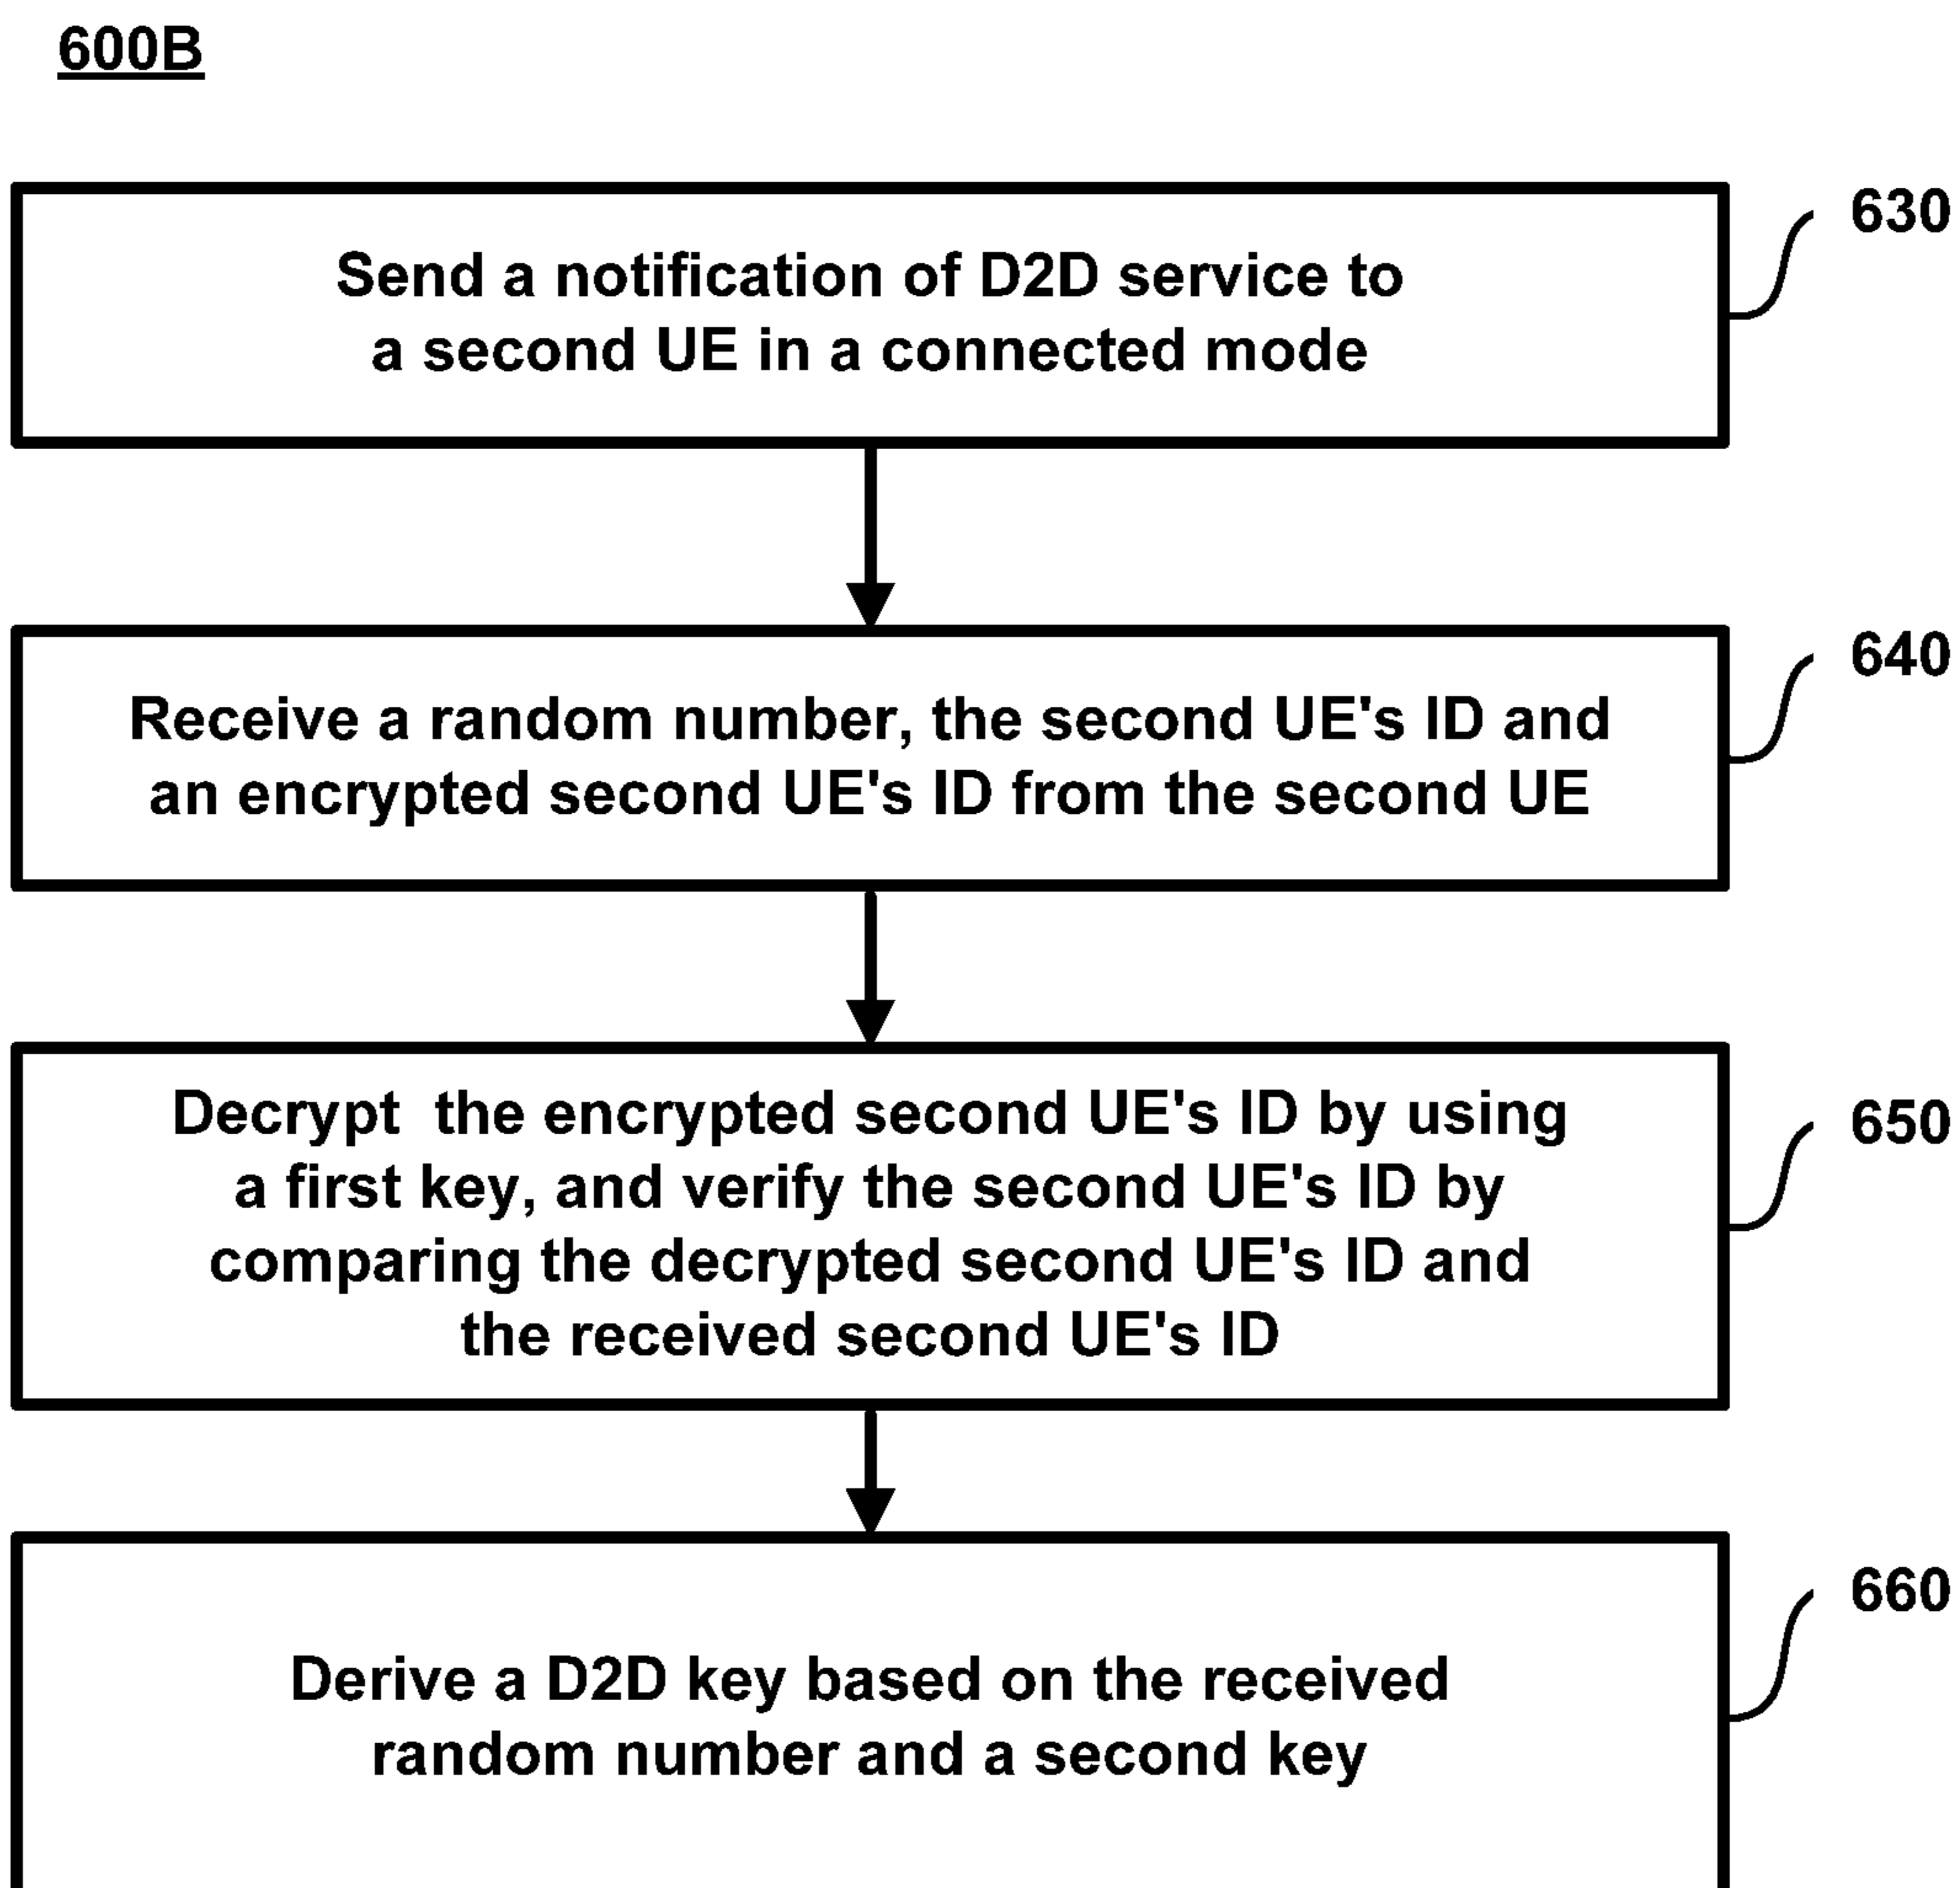 600B
630
Send a notification of D2D service to
a second UE in a connected mode
640
Receive a random number, the second UE's ID and
an encrypted second UE's ID from the second UE
650
Decrypt the encrypted second UE's ID by using
a first key, and verify the second UE's ID by
comparing the decrypted second UE's ID and
the received second UE's ID
660
Derive a D2D key based on the received
random number and a second key